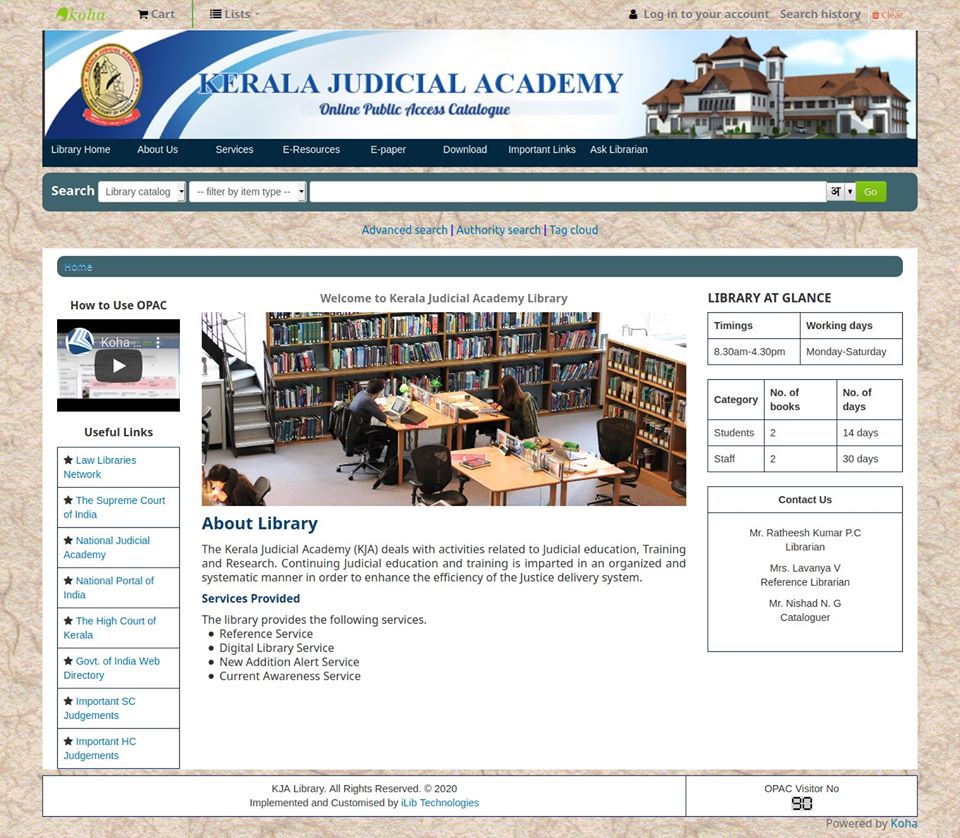 koha Cart Lists Log in to your account Search history Clear
KERALA JUDICIAL ACADEMY
Online Public Access Catalogue
Library Home About Us Services E-Resources E-paper Download Important Links Ask Librarian
Search Library catalog -- filter by item type -- अ Go
Advanced search | Authority search | Tag cloud
Home
How to Use OPAC
Koha ...
Useful Links
Law Libraries
Network
The Supreme Court
of India
National Judicial
Academy
National Portal of
India
The High Court of
Kerala
Govt. of India Web
Directory
Important SC
Judgements
Important HC
Judgements
Welcome to Kerala Judicial Academy Library
About Library
The Kerala Judicial Academy (KJA) deals with activities related to Judicial education, Training
and Research. Continuing Judicial education and training is imparted in an organized and
systematic manner in order to enhance the efficiency of the Justice delivery system.
Services Provided
The library provides the following services.
● Reference Service
● Digital Library Service
● New Addition Alert Service
● Current Awareness Service
LIBRARY AT GLANCE
Timings Working days
8.30am-4.30pm Monday-Saturday
Category No. of books No. of days
Students 2 14 days
Staff 2 30 days
Contact Us
Mr. Ratheesh Kumar P.C
Librarian
Mrs. Lavanya V
Reference Librarian
Mr. Nishad N. G
Cataloguer
KJA Library. All Rights Reserved. © 2020
Implemented and Customised by iLib Technologies
OPAC Visitor No
90
Powered by Koha